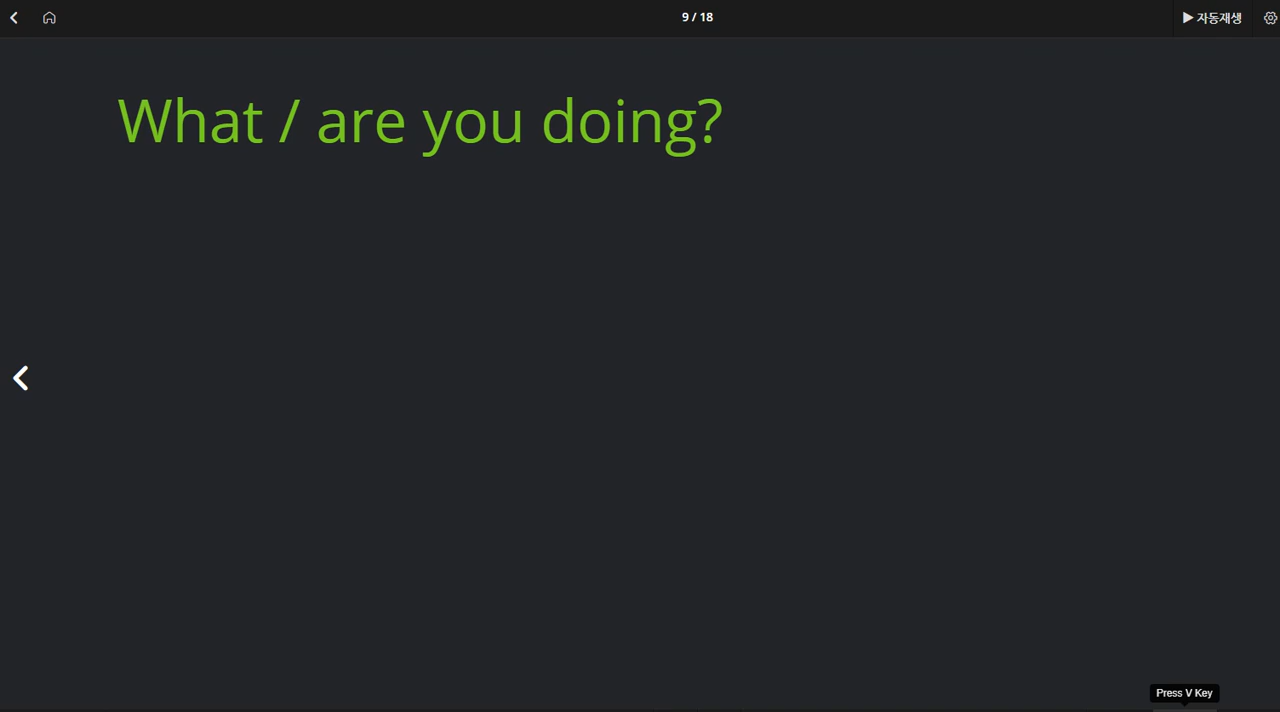 9 / 18
▶ 자동재생
What / are you doing?
Press V Key